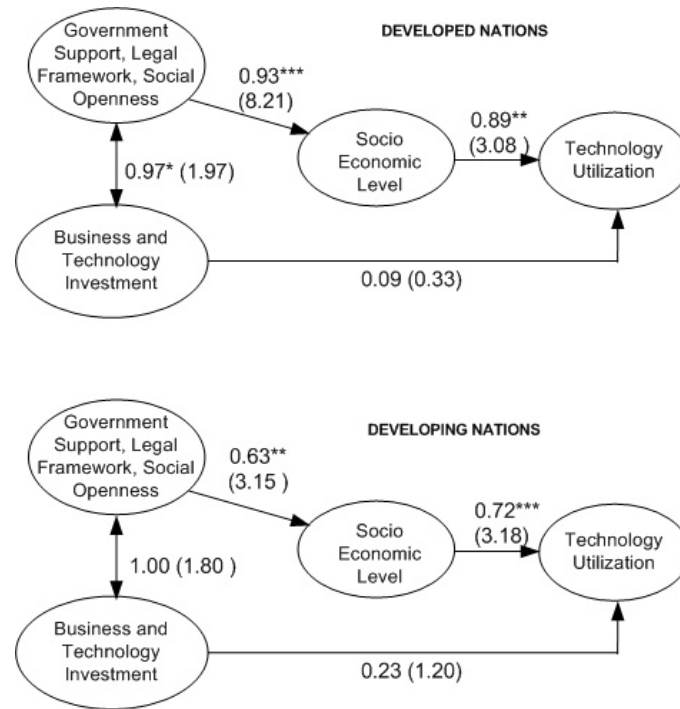 Government
Support, Legal
Framework, Social
Openness
DEVELOPED NATIONS
0.93***
(8.21)
Socio
Economic
Level
0.89**
(3.08 )
Technology
Utilization
0.97* (1.97)
Business and
Technology
Investment
0.09 (0.33)
Government
Support, Legal
Framework, Social
Openness
DEVELOPING NATIONS
0.63**
(3.15 )
Socio
Economic
Level
0.72***
(3.18)
Technology
Utilization
1.00 (1.80 )
Business and
Technology
Investment
0.23 (1.20)